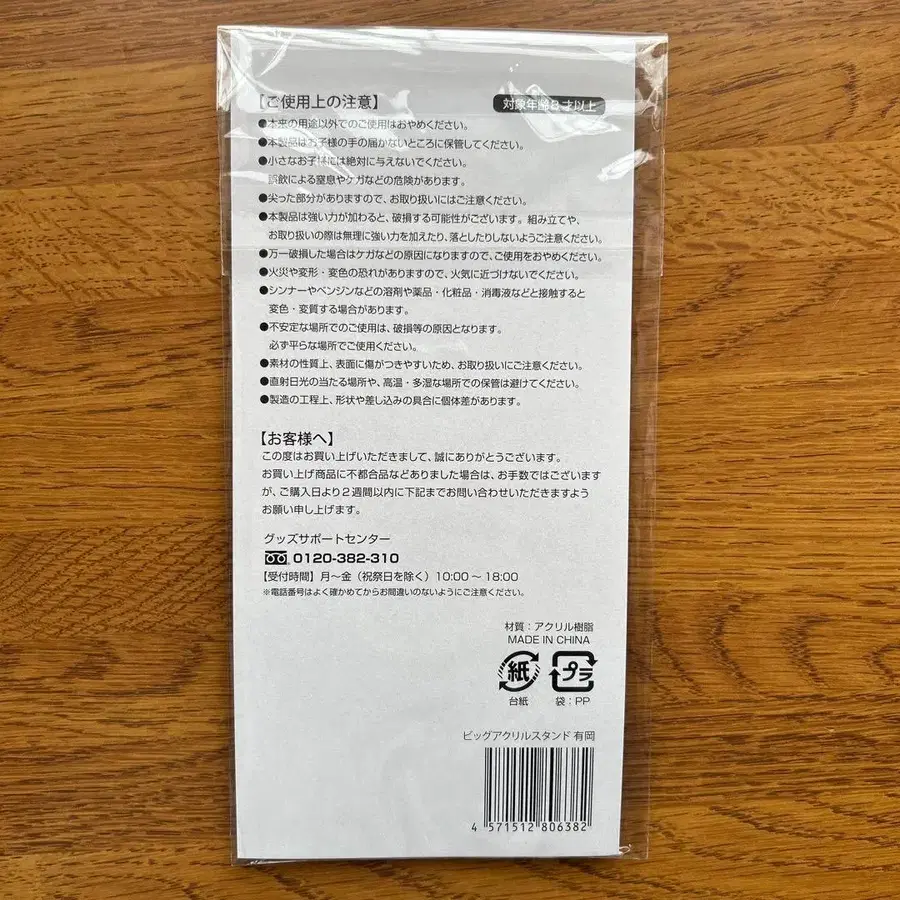 【ご使用上の注意】
対象年齢8才以上
●本来の用途以外でのご使用はおやめください。
●本製品はお子様の手の届かないところに保管してください。
●小さなお子様には絶対に与えないでください。
誤飲による窒息やケガなどの危険があります。
●尖った部分がありますので、お取り扱いにはご注意ください。
●本製品は強い力が加わると、破損する可能性がございます。組み立てや、
お取り扱いの際は無理に強い力を加えたり、落としたりしないようご注意ください。
●万一破損した場合はケガなどの原因になりますので、ご使用をおやめください。
●火災や変形・変色の恐れがありますので、火気に近づけないでください。
●シンナーやベンジンなどの溶剤や薬品・化粧品・消毒液などと接触すると
変色・変質する場合があります。
●不安定な場所でのご使用は、破損等の原因となります。
必ず平らな場所でご使用ください。
●素材の性質上、表面に傷がつきやすいため、お取り扱いにご注意ください。
●直射日光の当たる場所や、高温・多湿な場所での保管は避けてください。
●製造の工程上、形状や差し込みの具合に個体差があります。
【お客様へ】
この度はお買い上げいただきまして、誠にありがとうございます。
お買い上げ商品に不都合品などありました場合は、お手数ではございます
が、ご購入日より2週間以内に下記までお問い合わせいただきますよう
お願い申し上げます。
グッズサポートセンター
0120-382-310
【受付時間】月～金（祝祭日を除く）10:00～18:00
※電話番号はよく確かめてからお間違いのないようにご注意ください。
材質：アクリル樹脂
MADE IN CHINA
紙 プラ
台紙 袋：PP
ビッグアクリルスタンド 有岡
4 571512 806382